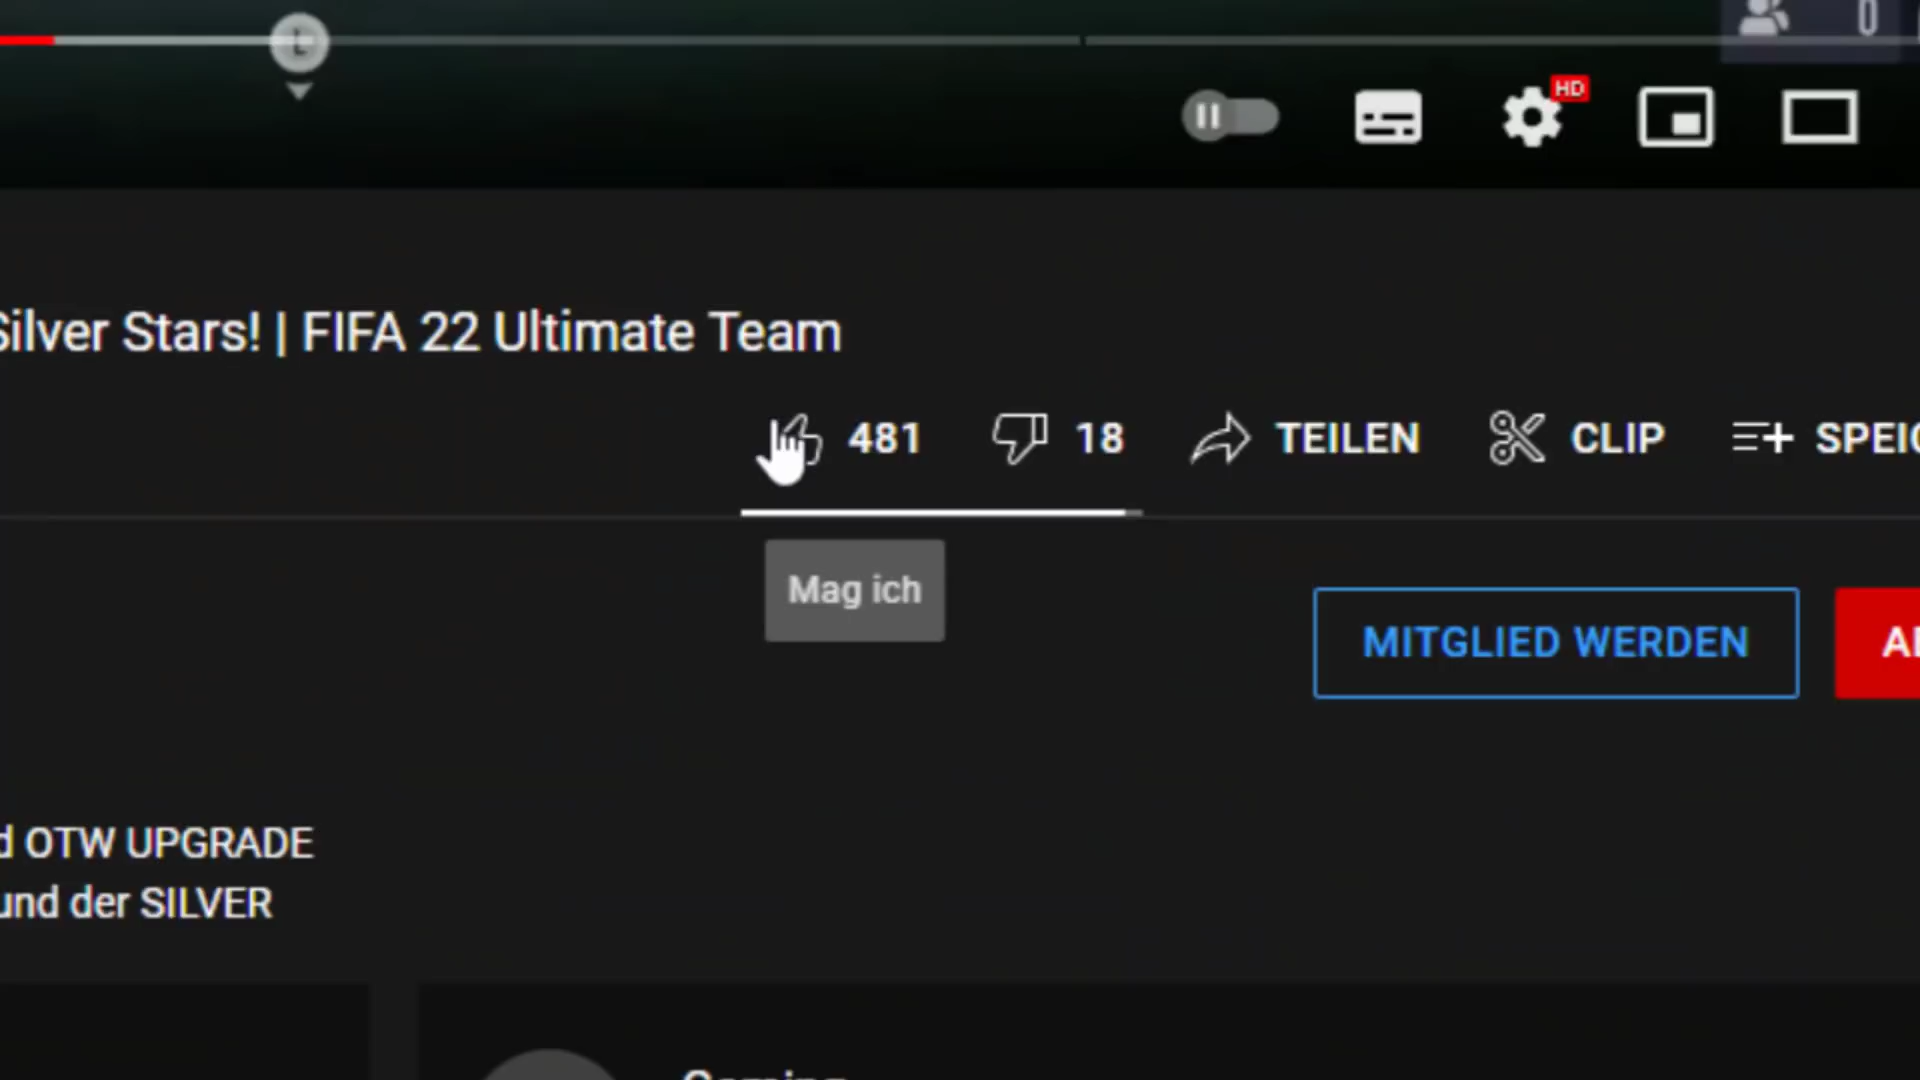 0
HD
Silver Stars! | FIFA 22 Ultimate Team
481
18
TEILEN
CLIP
Mag ich
MITGLIED WERDEN
OTW UPGRADE
und der SILVER